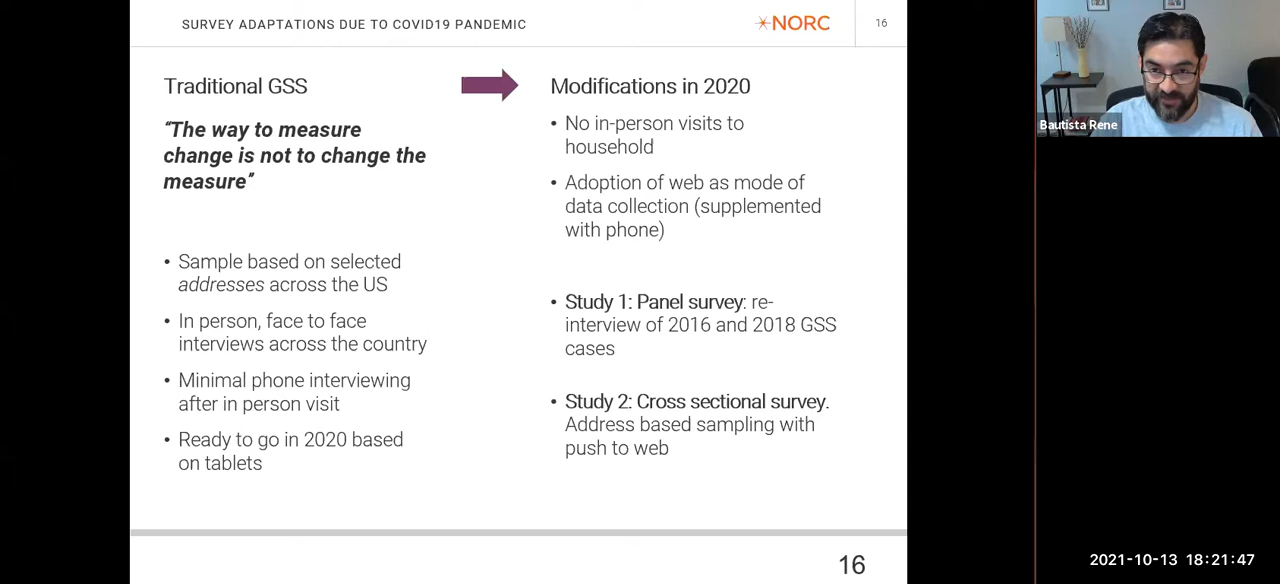 SURVEY ADAPTATIONS DUE TO COVID19 PANDEMIC
NORC
16
Traditional GSS
“The way to measure
change is not to change the
measure”
• Sample based on selected
addresses across the US
• In person, face to face
interviews across the country
• Minimal phone interviewing
after in person visit
• Ready to go in 2020 based
on tablets
Modifications in 2020
• No in-person visits to
household
• Adoption of web as mode of
data collection (supplemented
with phone)
• Study 1: Panel survey: re-
interview of 2016 and 2018 GSS
cases
• Study 2: Cross sectional survey.
Address based sampling with
push to web
16
Bautista Rene
2021-10-13 18:21:47